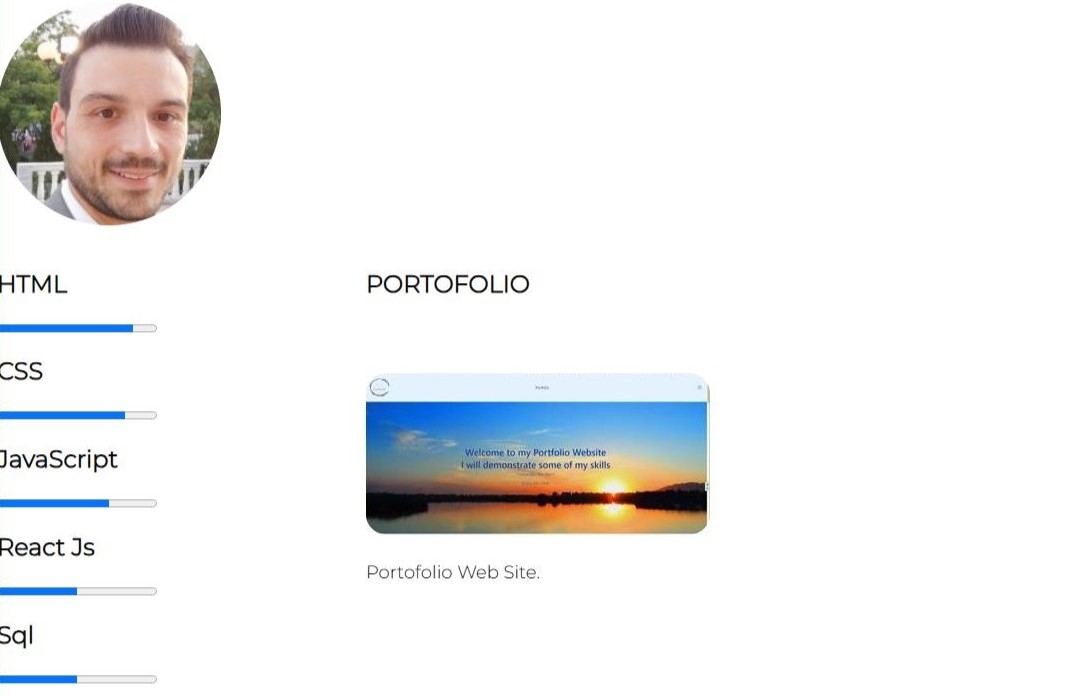 HTML
PORTOFOLIO
CSS
Welcome to my Portfolio Website
I will demonstrate some of my skills
JavaScript
React Js
Portofolio Web Site.
Sql